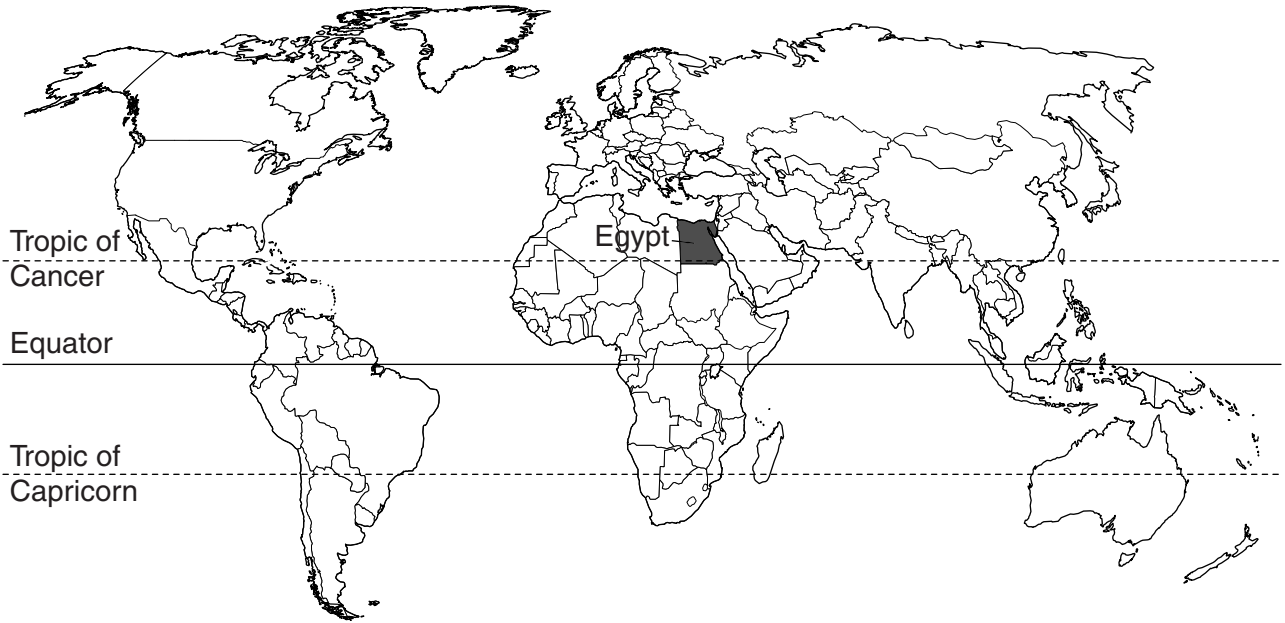 Egypt
Tropic of
Cancer
Equator
Tropic of
Capricorn